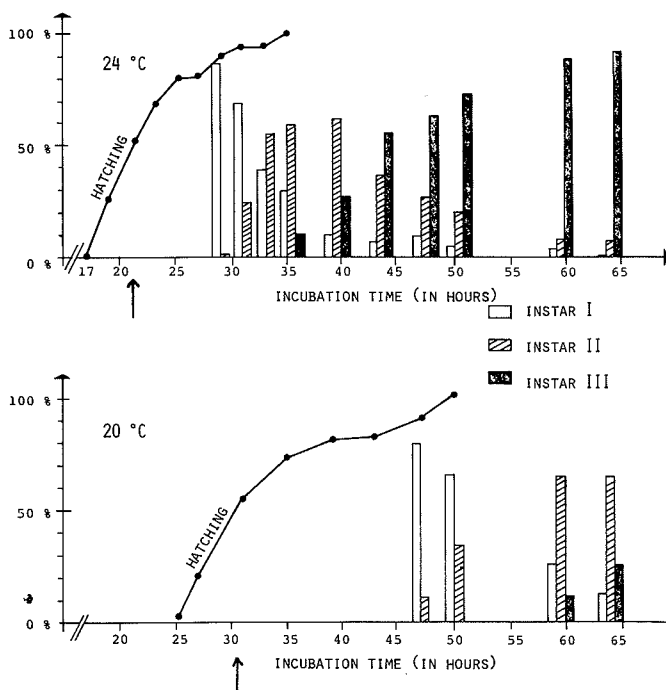 100 %
24 °C
HATCHING
50 %
0 %
17 20 25 30 35 40 45 50 55 60 65
INCUBATION TIME (IN HOURS)
INSTAR I
INSTAR II
INSTAR III
100 %
20 °C
HATCHING
50 %
0 %
20 25 30 35 40 45 50 55 60 65
INCUBATION TIME (IN HOURS)